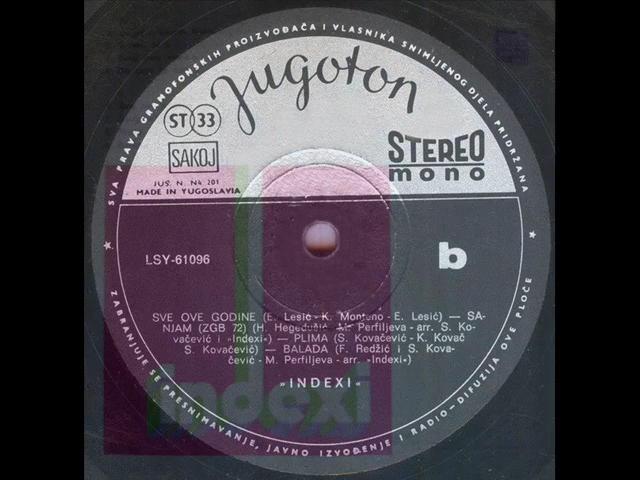 SVA PRAVA GRAMOFONSKIH PROIZVOĐAČA I VLASNIKA SNIMLJENOG DJELA PRIDRŽANA
Jugoton
ST 33
SAKOJ
STEREO
mono
JUS. N. N4 201
MADE IN YUGOSLAVIA
LSY-61096
b
SVE OVE GODINE (E. Lesić - K. Monteno - E. Lesić) — SA-
NJAM (ZGB 72) (H. Hegedušić - M. Perfiljeva - arr. S. Ko-
vačević i »Indexi«) — PLIMA (S. Kovačević - K. Kovač
S. Kovačević) — BALADA (F. Redžić i S. Kova-
čević - M. Perfiljeva - arr. »Indexi«)
»INDEXI«
indexi
ZABRANJUJE SE PRESNIMAVANJE, JAVNO IZVOĐENJE I RADIO-DIFUZIJA OVE PLOČE